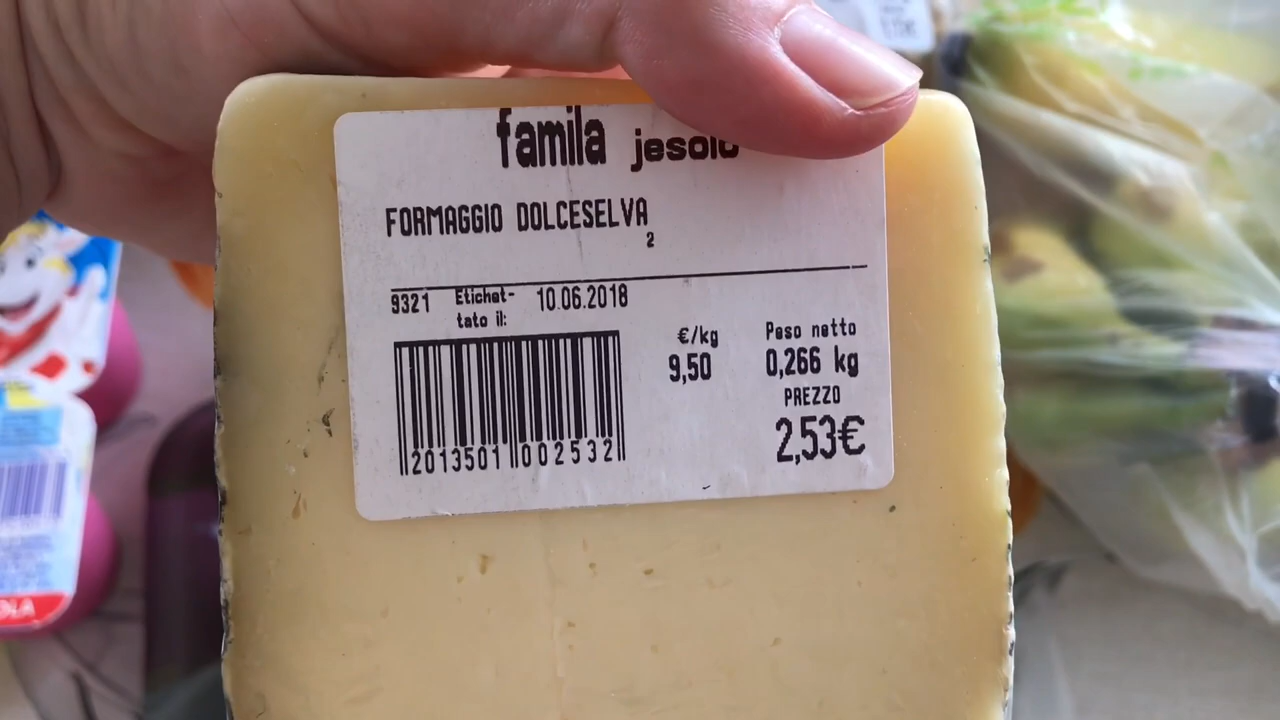 famila jesolo
FORMAGGIO DOLCESELVA
2
9321 Etichet- 10.06.2018
tato il:
€/kg Peso netto
9,50 0,266 kg
PREZZO
2,53€
2013501 002532